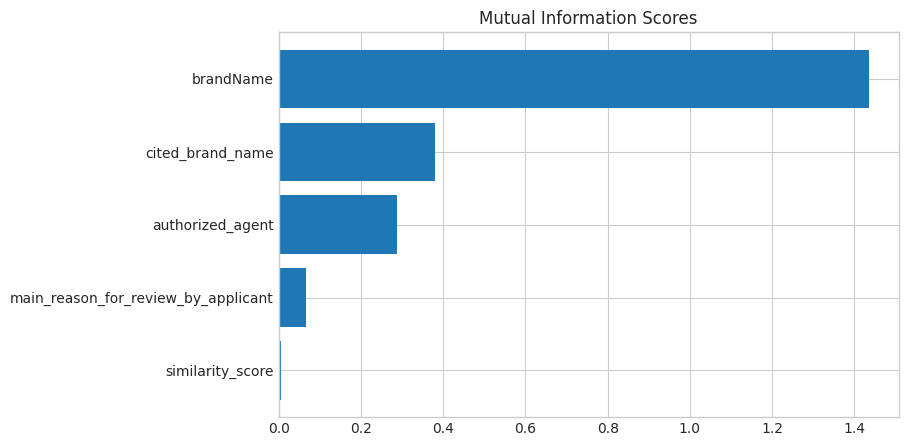 Mutual Information Scores
brandName
cited_brand_name
authorized_agent
main_reason_for_review_by_applicant
similarity_score
0.0 0.2 0.4 0.6 0.8 1.0 1.2 1.4